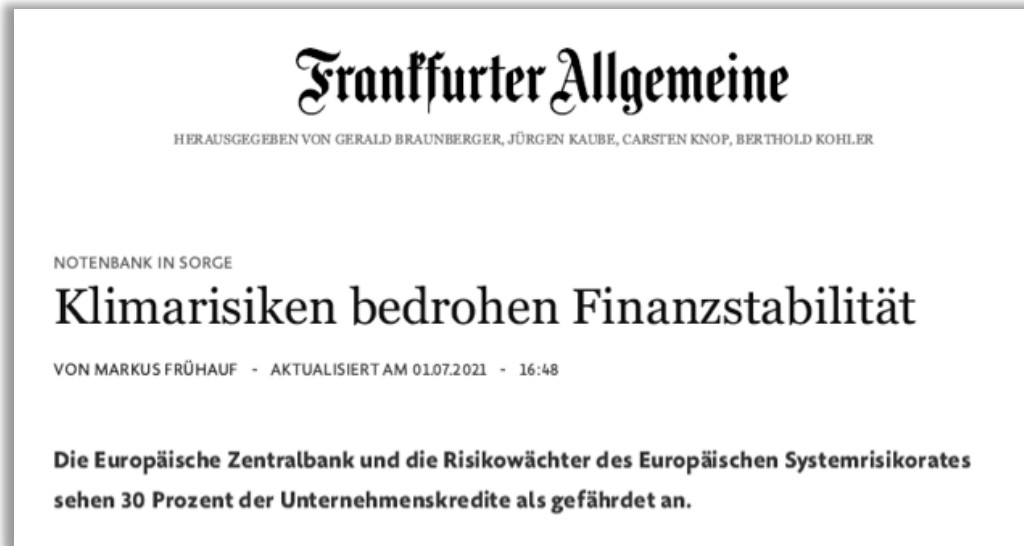 Frankfurter Allgemeine
HERAUSGEGEBEN VON GERALD BRAUNBERGER, JÜRGEN KAUBE, CARSTEN KNOP, BERTHOLD KOHLER
NOTENBANK IN SORGE
Klimarisiken bedrohen Finanzstabilität
VON MARKUS FRÜHAUF - AKTUALISIERT AM 01.07.2021 - 16:48
Die Europäische Zentralbank und die Risikowächter des Europäischen Systemrisikorates
sehen 30 Prozent der Unternehmenskredite als gefährdet an.